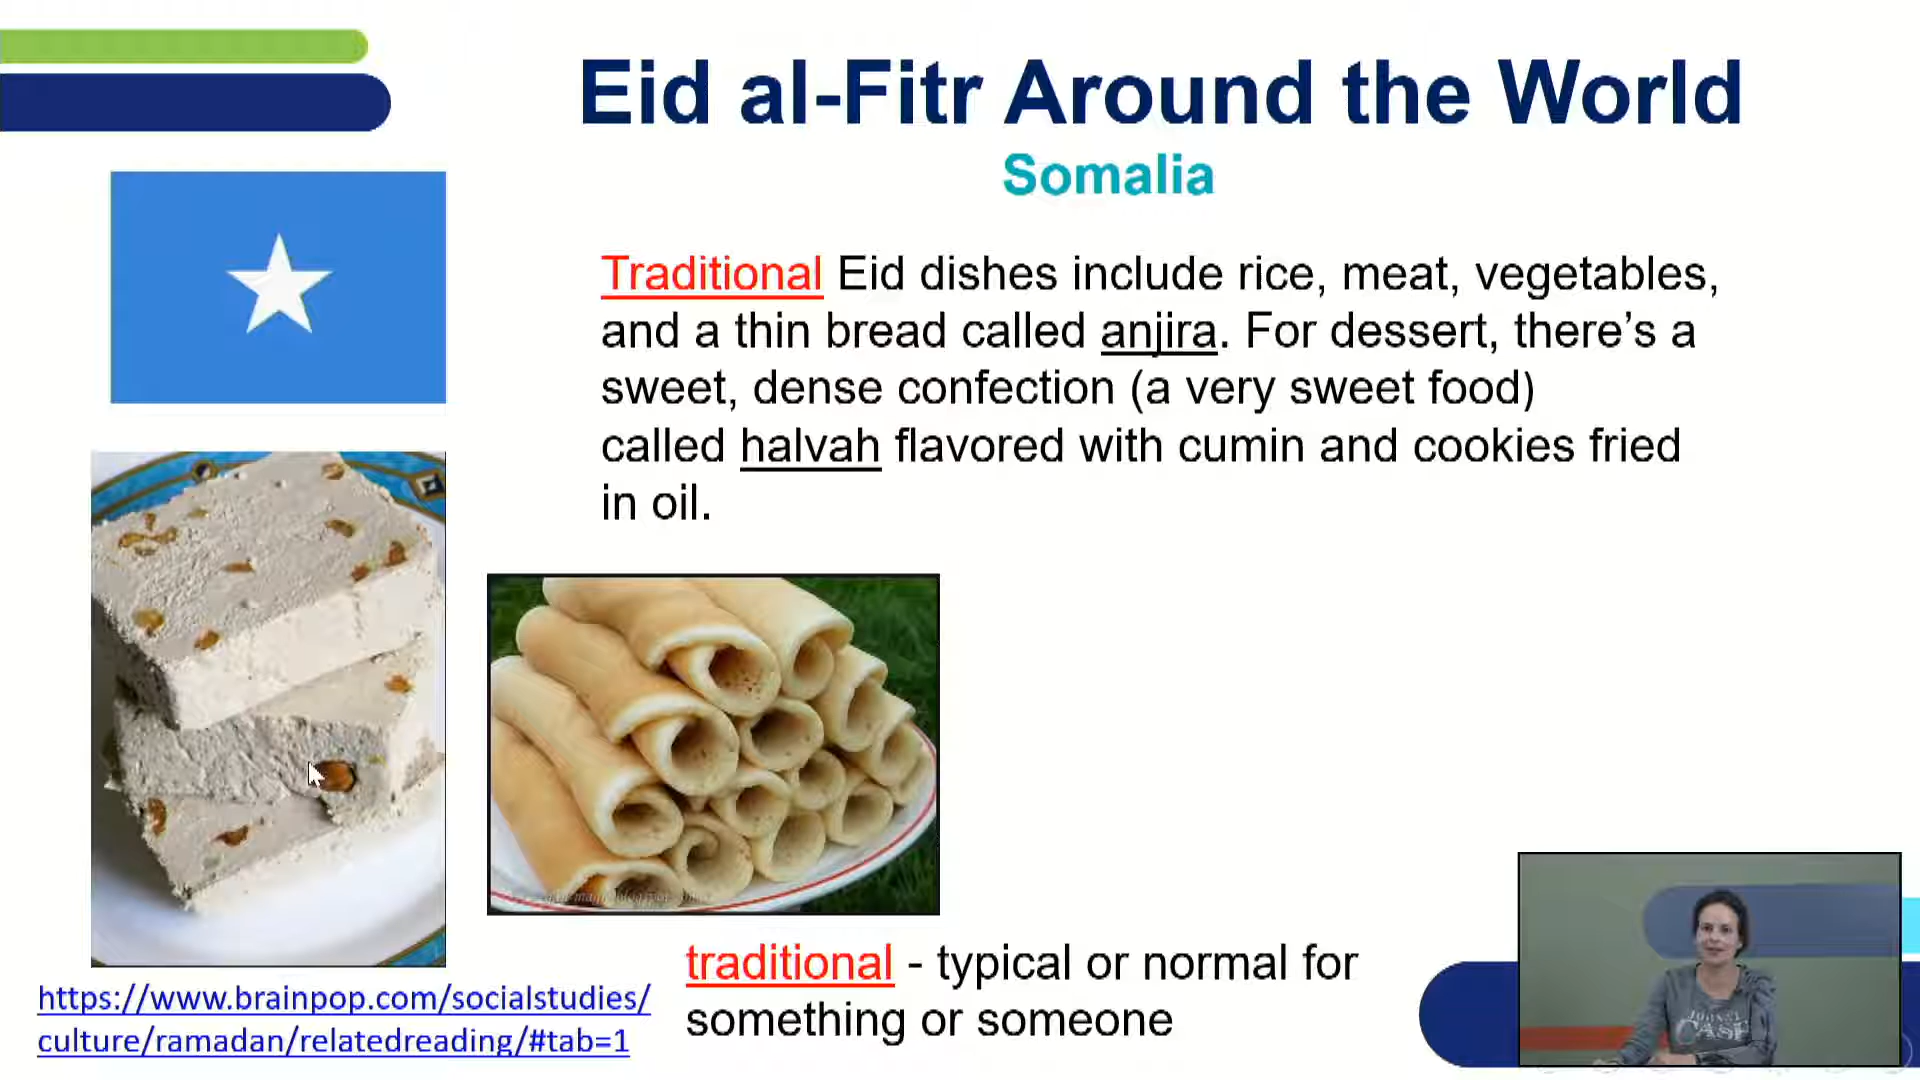 Eid al-Fitr Around the World
Somalia
Traditional Eid dishes include rice, meat, vegetables,
and a thin bread called anjira. For dessert, there’s a
sweet, dense confection (a very sweet food)
called halvah flavored with cumin and cookies fried
in oil.
traditional - typical or normal for
something or someone
https://www.brainpop.com/socialstudies/
culture/ramadan/relatedreading/#tab=1
CASE